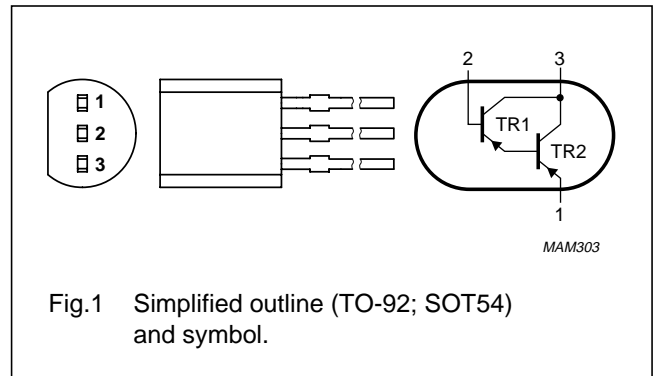 1
2
3
2 3
TR1
TR2
1
MAM303
Fig.1 Simplified outline (TO-92; SOT54)
and symbol.